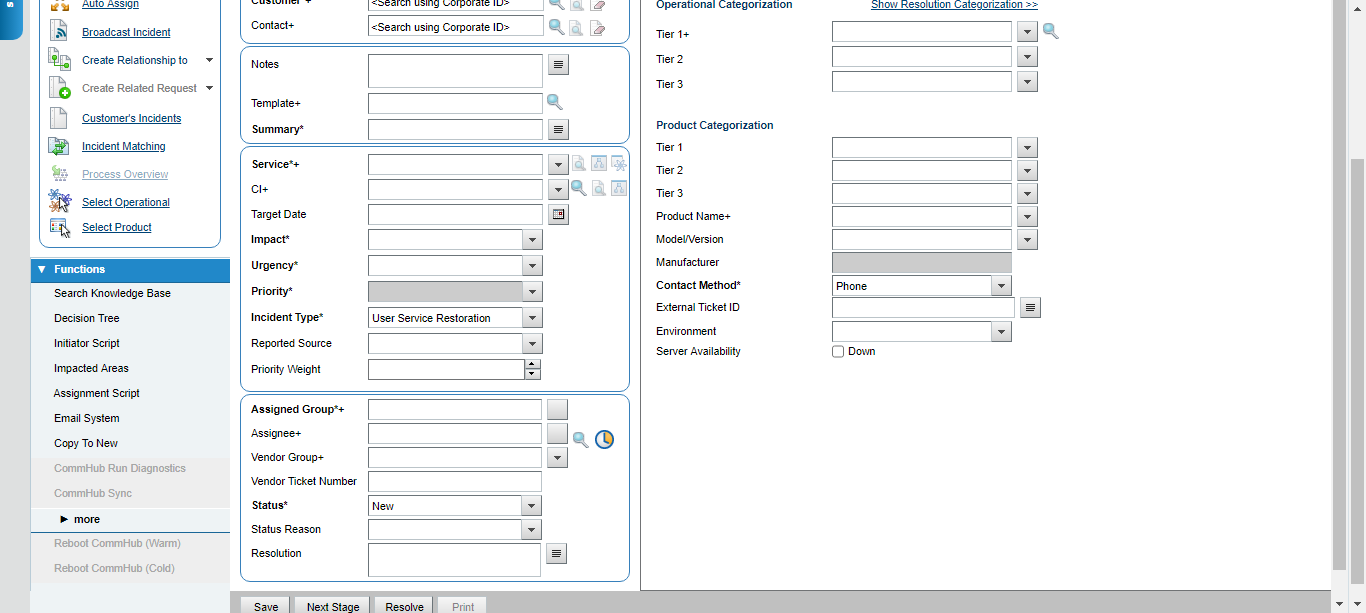 Auto Assign
Broadcast Incident
Create Relationship to
Create Related Request
Customer's Incidents
Incident Matching
Process Overview
Select Operational
Select Product
Functions
Search Knowledge Base
Decision Tree
Initiator Script
Impacted Areas
Assignment Script
Email System
Copy To New
CommHub Run Diagnostics
CommHub Sync
more
Reboot CommHub (Warm)
Reboot CommHub (Cold)
Customer+ <Search using Corporate ID>
Contact+ <Search using Corporate ID>
Notes
Template+
Summary*
Service*+
CI+
Target Date
Impact*
Urgency*
Priority*
Incident Type* User Service Restoration
Reported Source
Priority Weight
Assigned Group*+
Assignee+
Vendor Group+
Vendor Ticket Number
Status* New
Status Reason
Resolution
Operational Categorization Show Resolution Categorization >>
Tier 1+
Tier 2
Tier 3
Product Categorization
Tier 1
Tier 2
Tier 3
Product Name+
Model/Version
Manufacturer
Contact Method* Phone
External Ticket ID
Environment
Server Availability Down
Save Next Stage Resolve Print